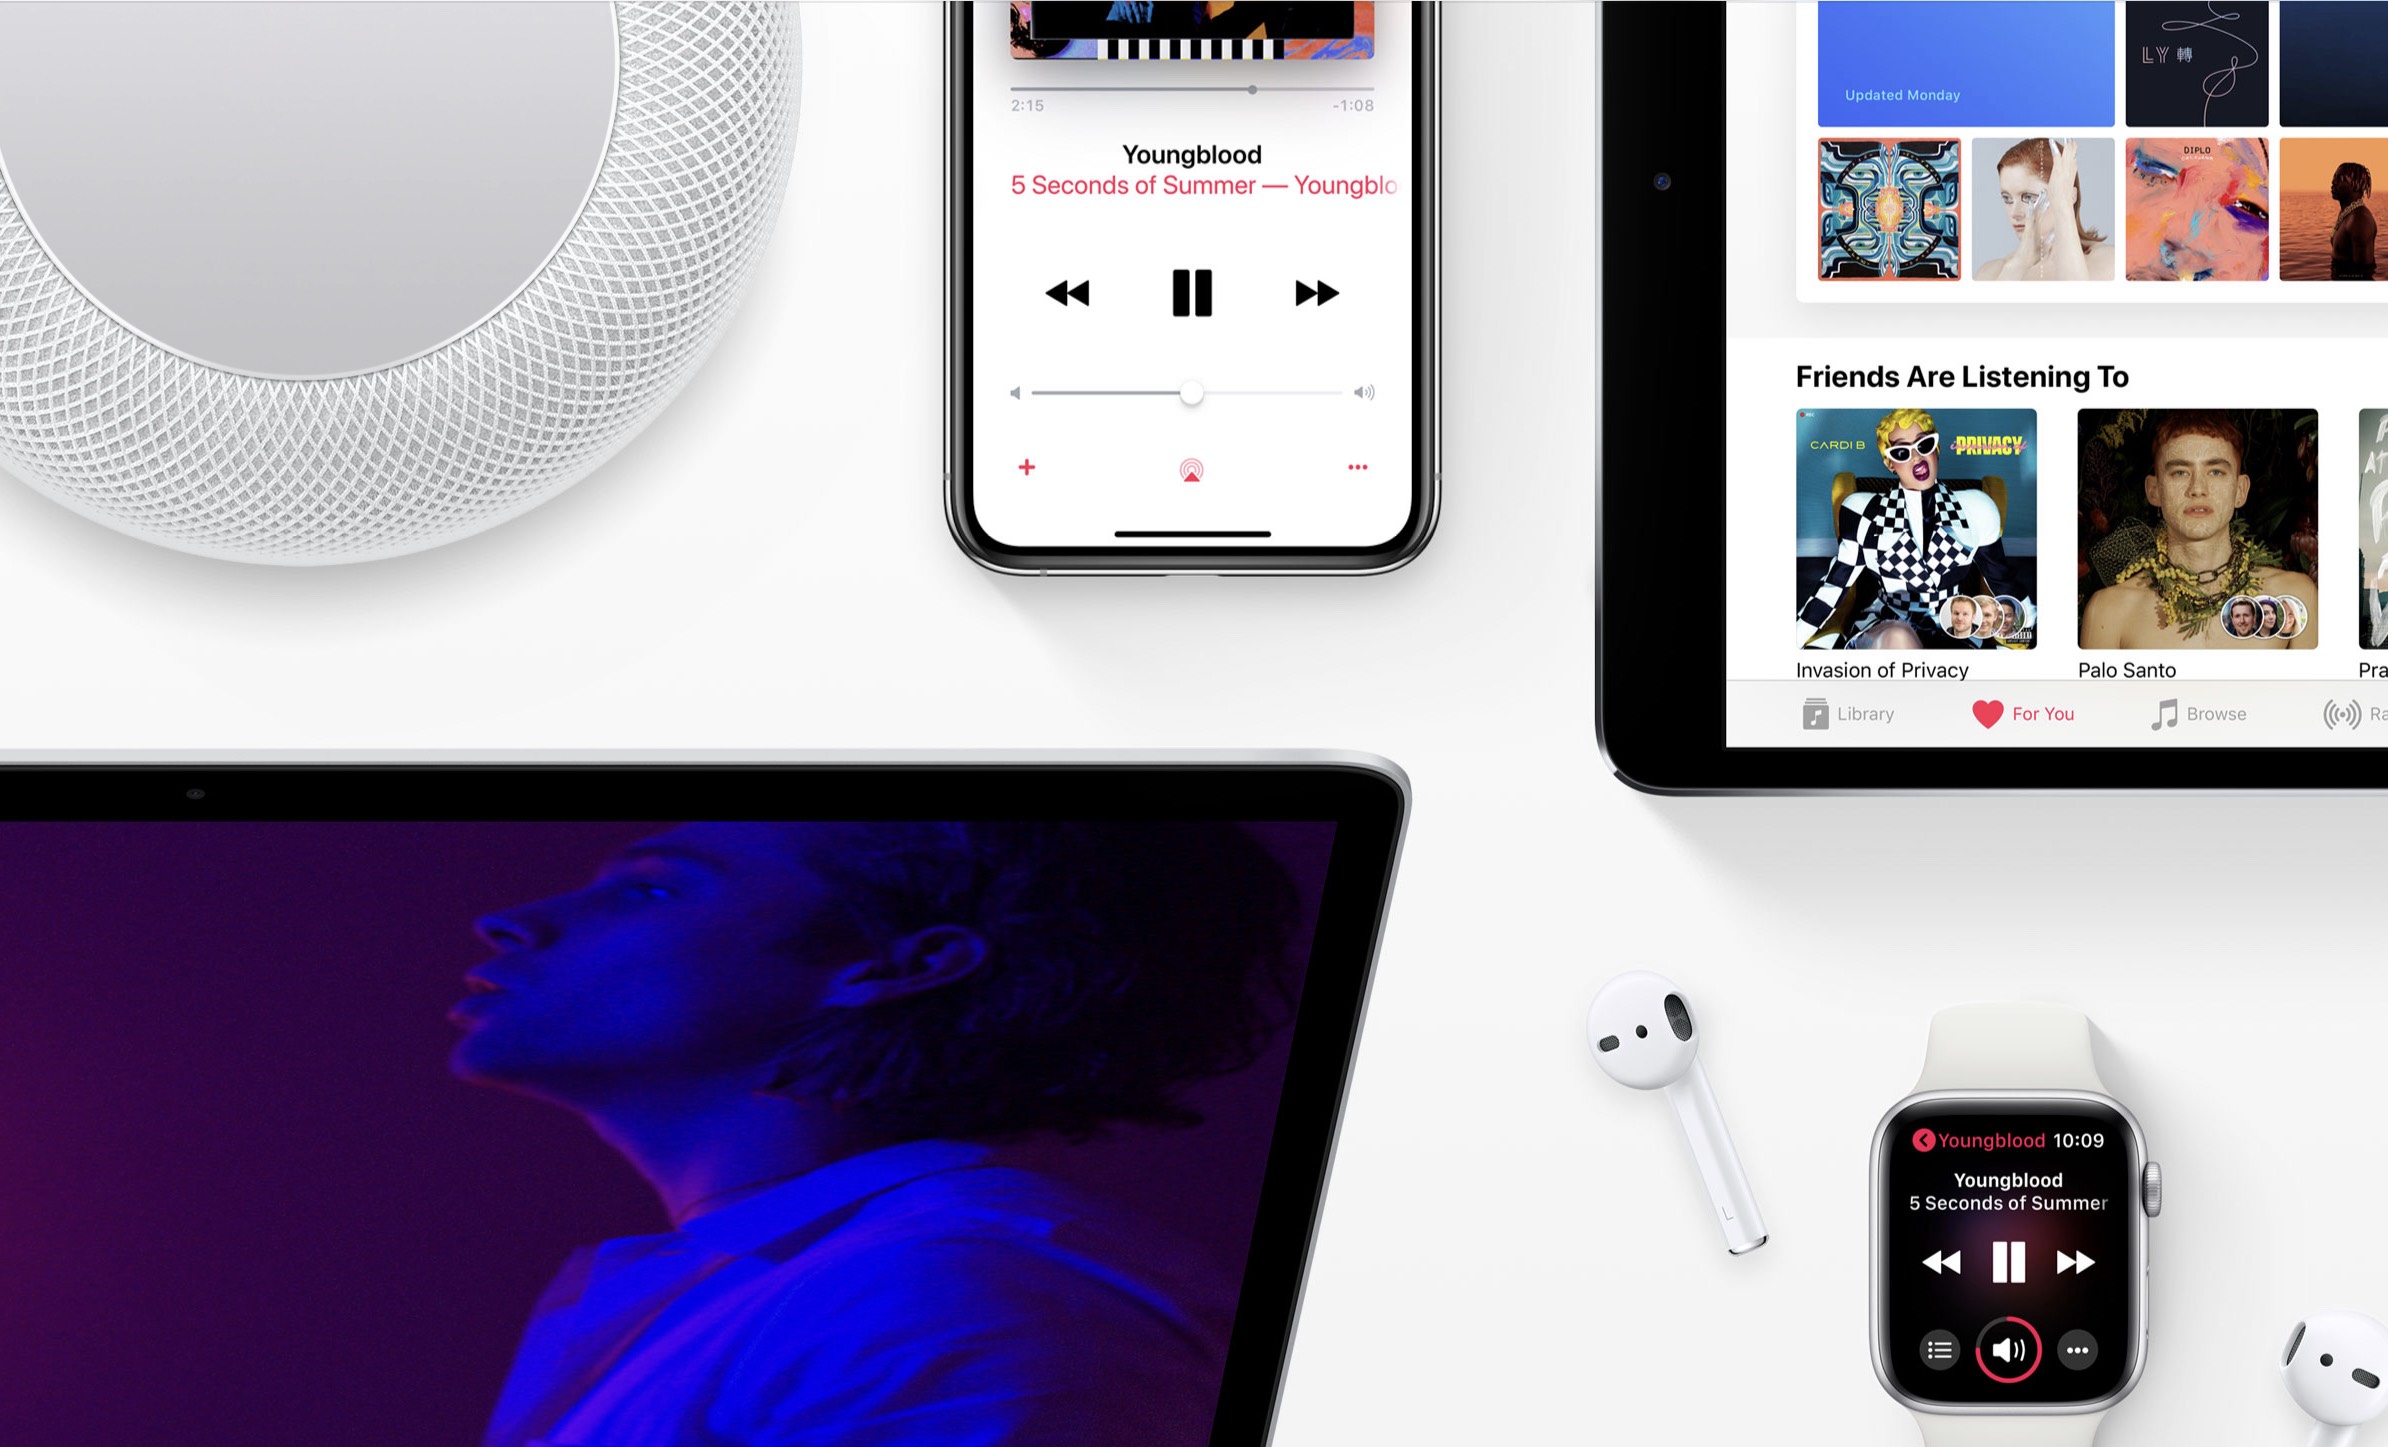 2:15
-1:08
Youngblood
5 Seconds of Summer — Youngblo
Updated Monday
LY 轉
DIPLO
CALIFORNIA
Friends Are Listening To
CARDI B
PRIVACY
Invasion of Privacy
Palo Santo
Pra
Library
For You
Browse
Ra
L
Youngblood 10:09
Youngblood
5 Seconds of Summer